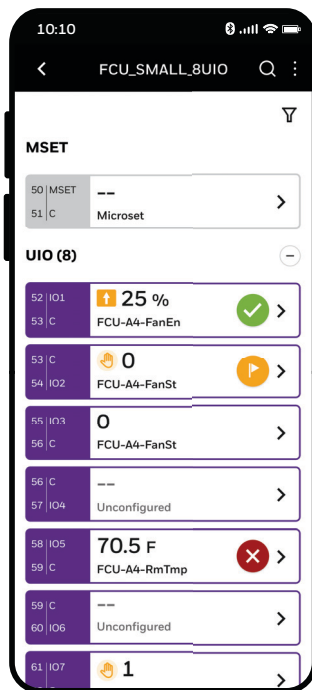 10:10
FCU_SMALL_8UIO
MSET
50 MSET
51 C
--
Microset
UIO (8)
52 IO1
53 C
25 %
FCU-A4-FanEn
53 C
54 IO2
0
FCU-A4-FanSt
55 IO3
56 C
0
FCU-A4-FanSt
56 C
57 IO4
--
Unconfigured
58 IO5
59 C
70.5 F
FCU-A4-RmTmp
59 C
60 IO6
--
Unconfigured
61 IO7
1